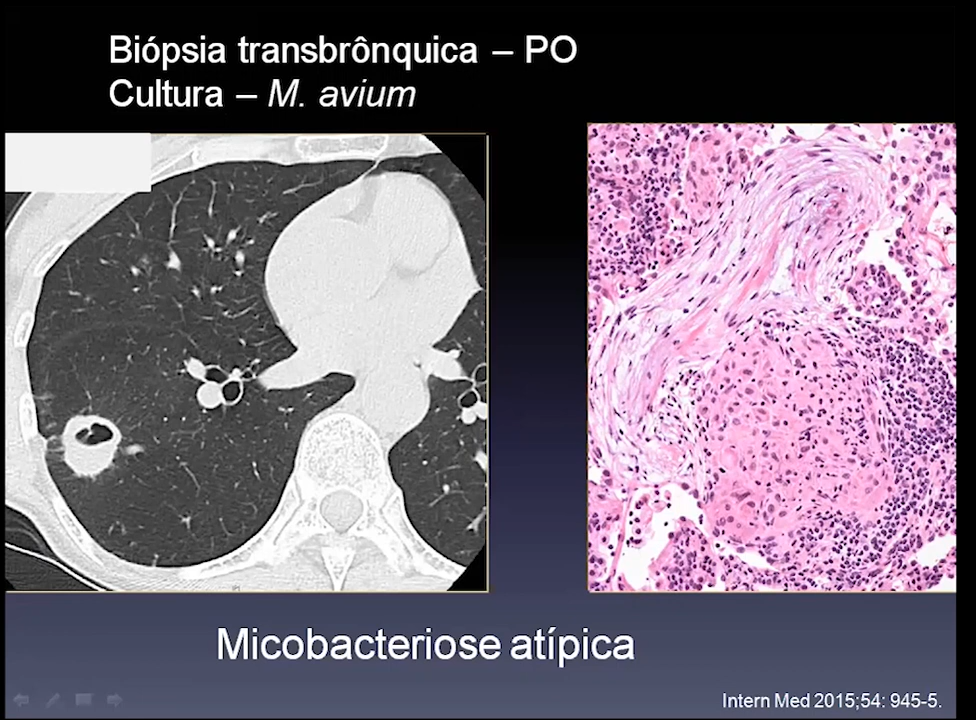 Biópsia transbrônquica – PO
Cultura – M. avium
Micobacteriose atípica
Intern Med 2015;54: 945-5.